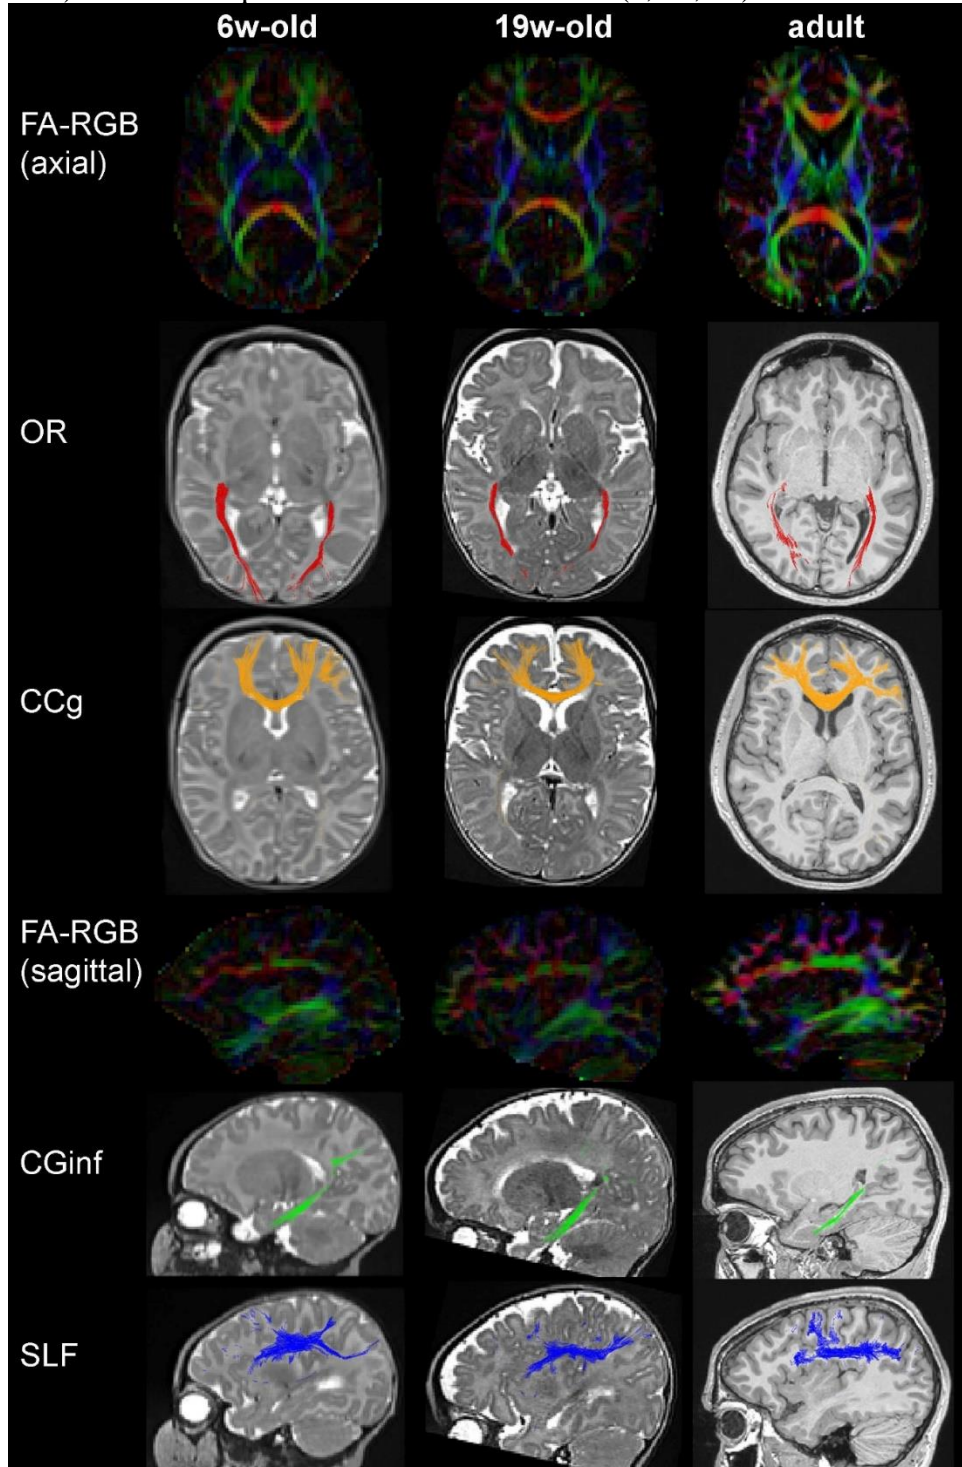 6w-old 19w-old adult
FA-RGB
(axial)
OR
CCg
FA-RGB
(sagittal)
CGinf
SLF